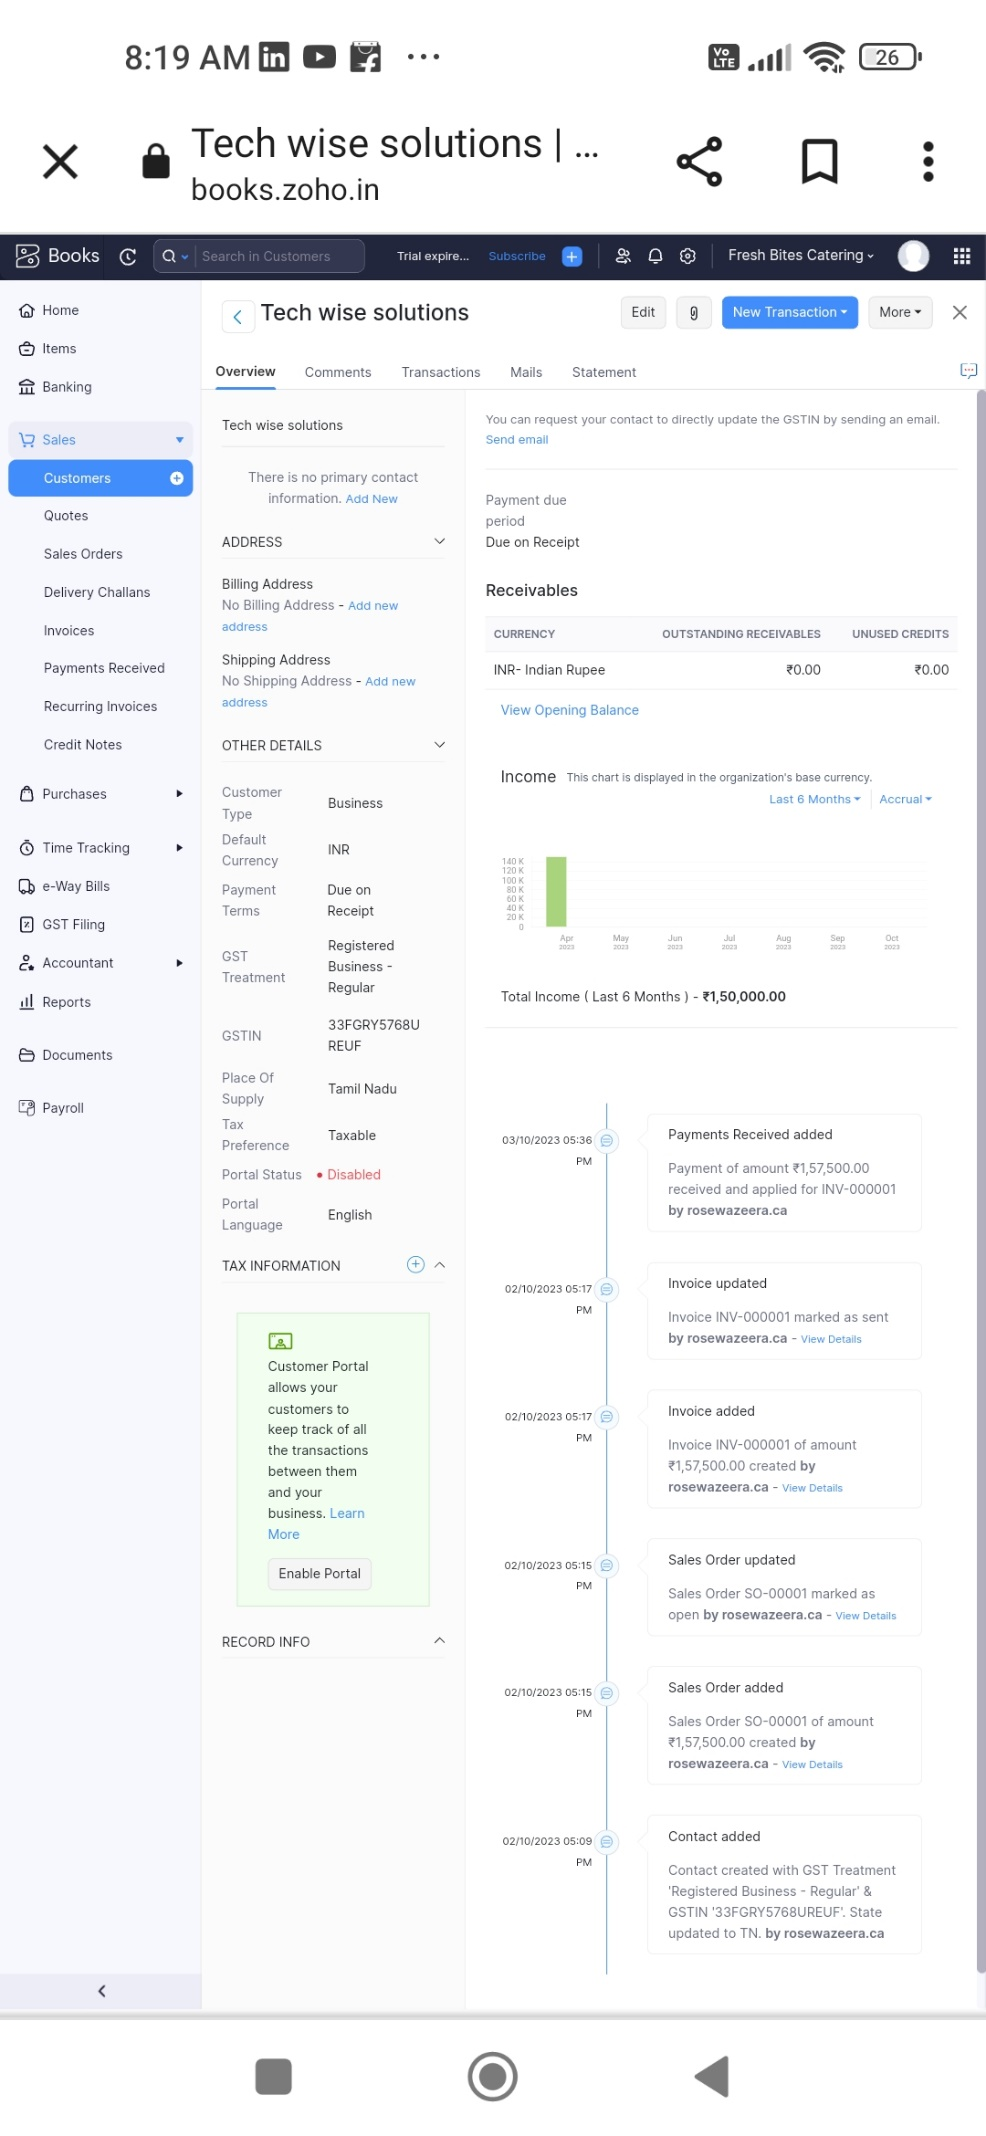 8:19 AM
VoLTE
26
Tech wise solutions | ...
books.zoho.in
Books
Search in Customers
Trial expire...
Subscribe
Fresh Bites Catering
Home
Items
Banking
Sales
Customers
Quotes
Sales Orders
Delivery Challans
Invoices
Payments Received
Recurring Invoices
Credit Notes
Purchases
Time Tracking
e-Way Bills
GST Filing
Accountant
Reports
Documents
Payroll
Tech wise solutions
Edit
New Transaction
More
Overview
Comments
Transactions
Mails
Statement
Tech wise solutions
There is no primary contact
information. Add New
ADDRESS
Billing Address
No Billing Address - Add new
address
Shipping Address
No Shipping Address - Add new
address
OTHER DETAILS
Customer
Type
Business
Default
Currency
INR
Payment
Terms
Due on
Receipt
GST
Treatment
Registered
Business -
Regular
GSTIN
33FGRY5768U
REUF
Place Of
Supply
Tamil Nadu
Tax
Preference
Taxable
Portal Status
Disabled
Portal
Language
English
TAX INFORMATION
Customer Portal
allows your
customers to
keep track of all
the transactions
between them
and your
business. Learn
More
Enable Portal
RECORD INFO
You can request your contact to directly update the GSTIN by sending an email.
Send email
Payment due
period
Due on Receipt
Receivables
CURRENCY
OUTSTANDING RECEIVABLES
UNUSED CREDITS
INR- Indian Rupee
₹0.00
₹0.00
View Opening Balance
Income This chart is displayed in the organization's base currency.
Last 6 Months
Accrual
140 K
120 K
100 K
80 K
60 K
40 K
20 K
0
Apr
2023
May
2023
Jun
2023
Jul
2023
Aug
2023
Sep
2023
Oct
2023
Total Income ( Last 6 Months ) - ₹1,50,000.00
03/10/2023 05:36
PM
Payments Received added
Payment of amount ₹1,57,500.00
received and applied for INV-000001
by rosewazeera.ca
02/10/2023 05:17
PM
Invoice updated
Invoice INV-000001 marked as sent
by rosewazeera.ca - View Details
02/10/2023 05:17
PM
Invoice added
Invoice INV-000001 of amount
₹1,57,500.00 created by
rosewazeera.ca - View Details
02/10/2023 05:15
PM
Sales Order updated
Sales Order SO-00001 marked as
open by rosewazeera.ca - View Details
02/10/2023 05:15
PM
Sales Order added
Sales Order SO-00001 of amount
₹1,57,500.00 created by
rosewazeera.ca - View Details
02/10/2023 05:09
PM
Contact added
Contact created with GST Treatment
'Registered Business - Regular' &
GSTIN '33FGRY5768UREUF'. State
updated to TN. by rosewazeera.ca